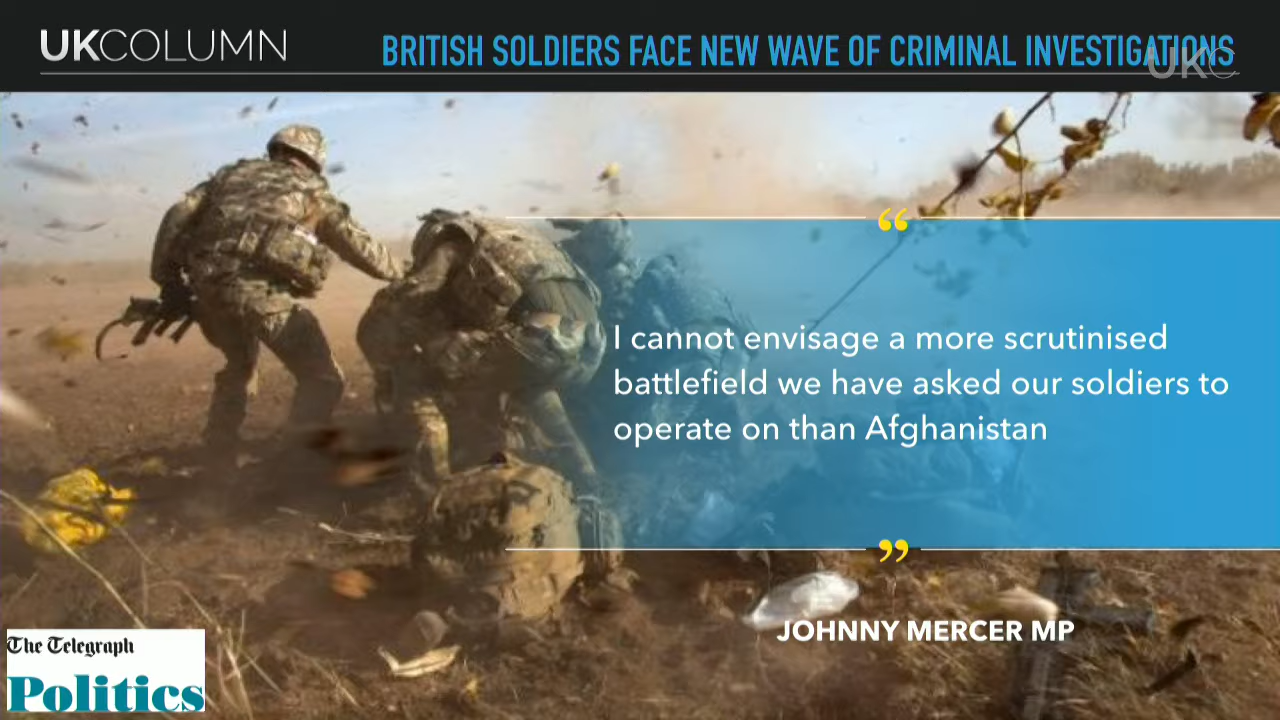 UKCOLUMN
BRITISH SOLDIERS FACE NEW WAVE OF CRIMINAL INVESTIGATIONS
UKC
“
I cannot envisage a more scrutinised
battlefield we have asked our soldiers to
operate on than Afghanistan
”
JOHNNY MERCER MP
The Telegraph
Politics